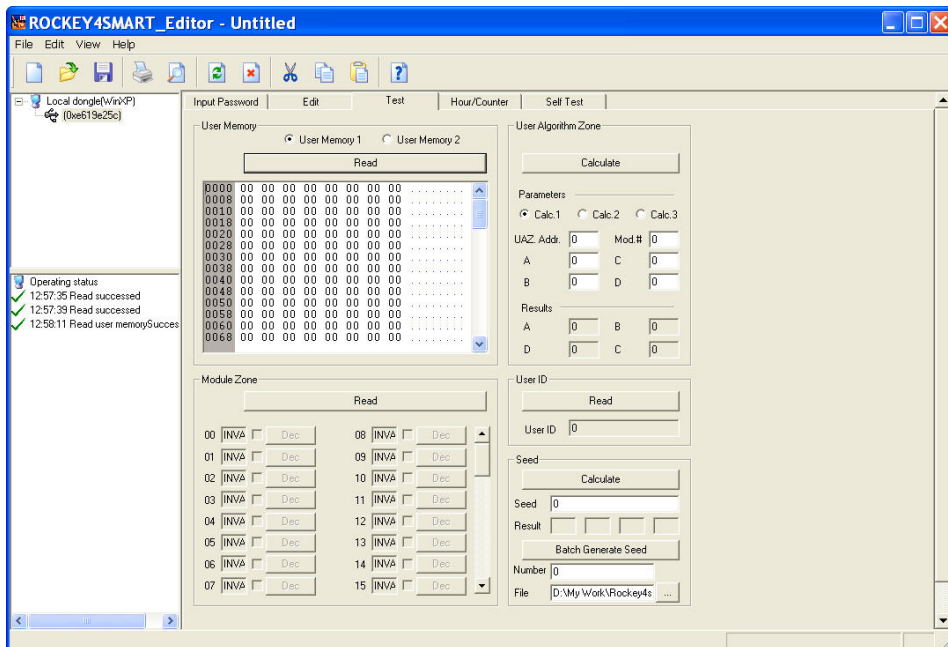 ROCKEY4SMART_Editor - Untitled
File Edit View Help
Local dongle(WinXP)
(0xe619e25c)
Operating status
12:57:35 Read successed
12:57:39 Read successed
12:58:11 Read user memorySucces
Input Password Edit Test Hour/Counter Self Test
User Memory
User Memory 1 User Memory 2
Read
0000 00 00 00 00 00 00 00 00 ........
0008 00 00 00 00 00 00 00 00 ........
0010 00 00 00 00 00 00 00 00 ........
0018 00 00 00 00 00 00 00 00 ........
0020 00 00 00 00 00 00 00 00 ........
0028 00 00 00 00 00 00 00 00 ........
0030 00 00 00 00 00 00 00 00 ........
0038 00 00 00 00 00 00 00 00 ........
0040 00 00 00 00 00 00 00 00 ........
0048 00 00 00 00 00 00 00 00 ........
0050 00 00 00 00 00 00 00 00 ........
0058 00 00 00 00 00 00 00 00 ........
0060 00 00 00 00 00 00 00 00 ........
0068 00 00 00 00 00 00 00 00 ........
Module Zone
Read
00 INVA Dec 08 INVA Dec
01 INVA Dec 09 INVA Dec
02 INVA Dec 10 INVA Dec
03 INVA Dec 11 INVA Dec
04 INVA Dec 12 INVA Dec
05 INVA Dec 13 INVA Dec
06 INVA Dec 14 INVA Dec
07 INVA Dec 15 INVA Dec
User Algorithm Zone
Calculate
Parameters
Calc.1 Calc.2 Calc.3
UAZ. Addr. 0 Mod.# 0
A 0 C 0
B 0 D 0
Results
A 0 B 0
D 0 C 0
User ID
Read
User ID 0
Seed
Calculate
Seed 0
Result
Batch Generate Seed
Number 0
File D:\My Work\Rockey4s ...